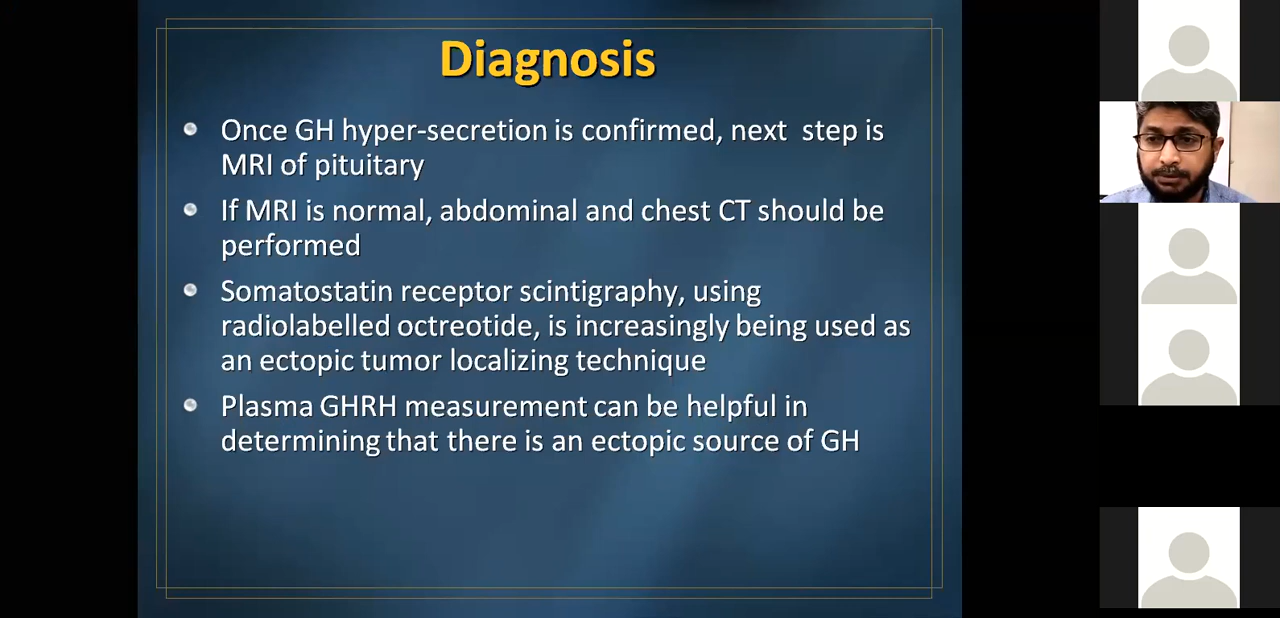 Diagnosis
Once GH hyper-secretion is confirmed, next step is
MRI of pituitary
If MRI is normal, abdominal and chest CT should be
performed
Somatostatin receptor scintigraphy, using
radiolabelled octreotide, is increasingly being used as
an ectopic tumor localizing technique
Plasma GHRH measurement can be helpful in
determining that there is an ectopic source of GH